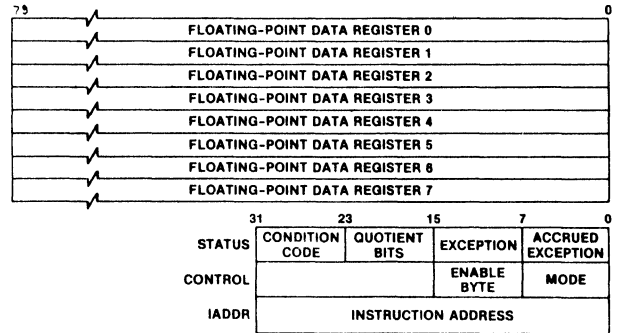 79 0
FLOATING-POINT DATA REGISTER 0
FLOATING-POINT DATA REGISTER 1
FLOATING-POINT DATA REGISTER 2
FLOATING-POINT DATA REGISTER 3
FLOATING-POINT DATA REGISTER 4
FLOATING-POINT DATA REGISTER 5
FLOATING-POINT DATA REGISTER 6
FLOATING-POINT DATA REGISTER 7
31 23 15 7 0
STATUS CONDITION CODE QUOTIENT BITS EXCEPTION ACCRUED EXCEPTION
CONTROL ENABLE BYTE MODE
IADDR INSTRUCTION ADDRESS